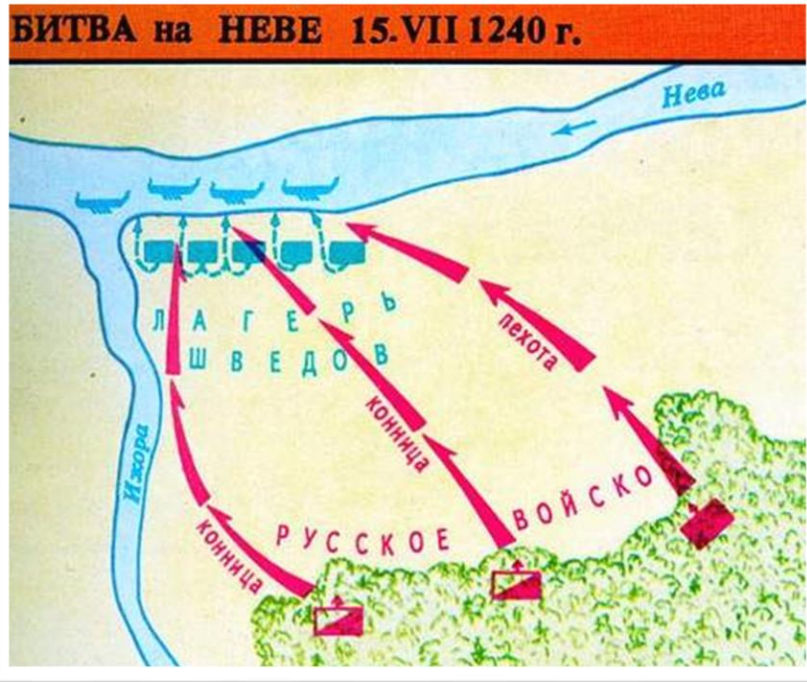 БИТВА на НЕВЕ 15.VII 1240 г.
Нева
ЛАГЕРЬ
ШВЕДОВ
пехота
конница
Ижора
РУССКОЕ ВОЙСКО
конница